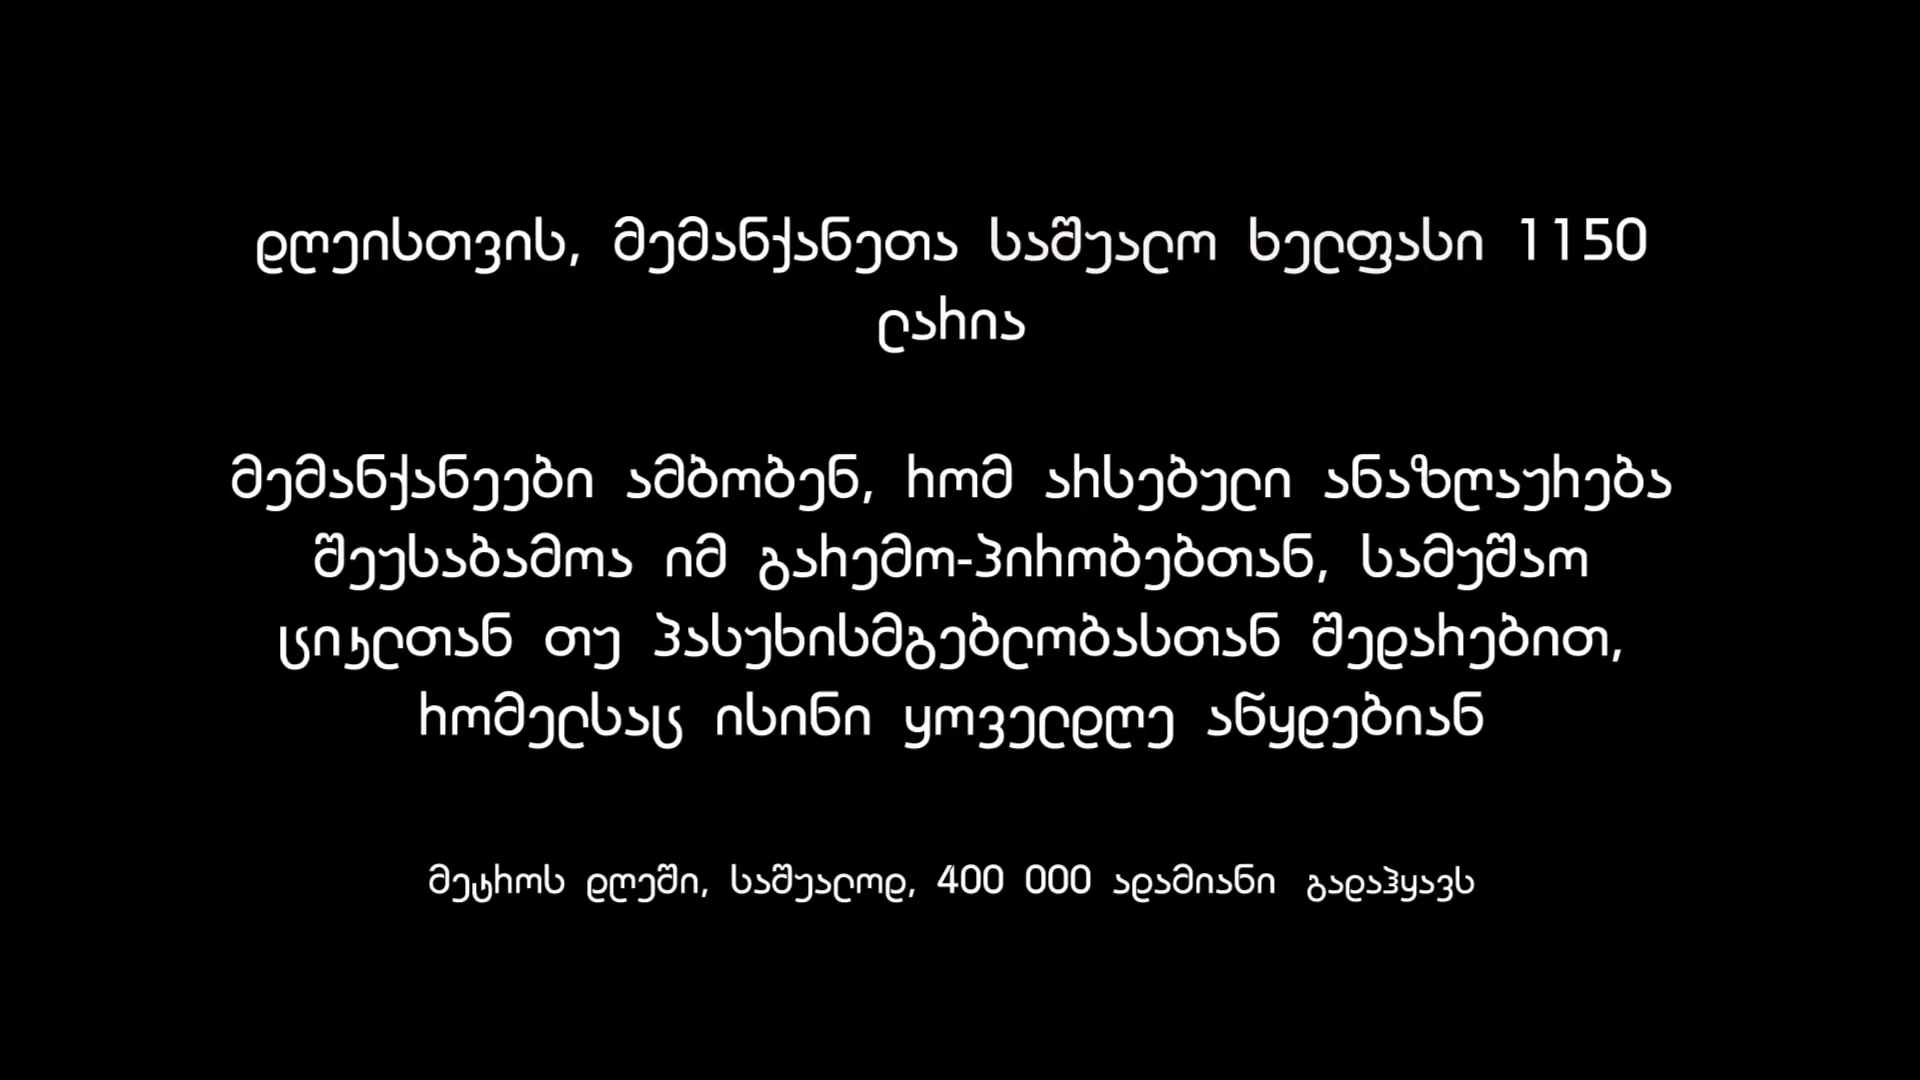 დღეისთვის, მემანქანეთა საშუალო ხელფასი 1150
ლარია
მემანქანეები ამბობენ, რომ არსებული ანაზღაურება
შეუსაბამოა იმ გარემო-პირობებთან, სამუშაო
ციკლთან თუ პასუხისმგებლობასთან შედარებით,
რომელსაც ისინი ყოველდღე აწყდებიან
მეტროს დღეში, საშუალოდ, 400 000 ადამიანი გადაჰყავს